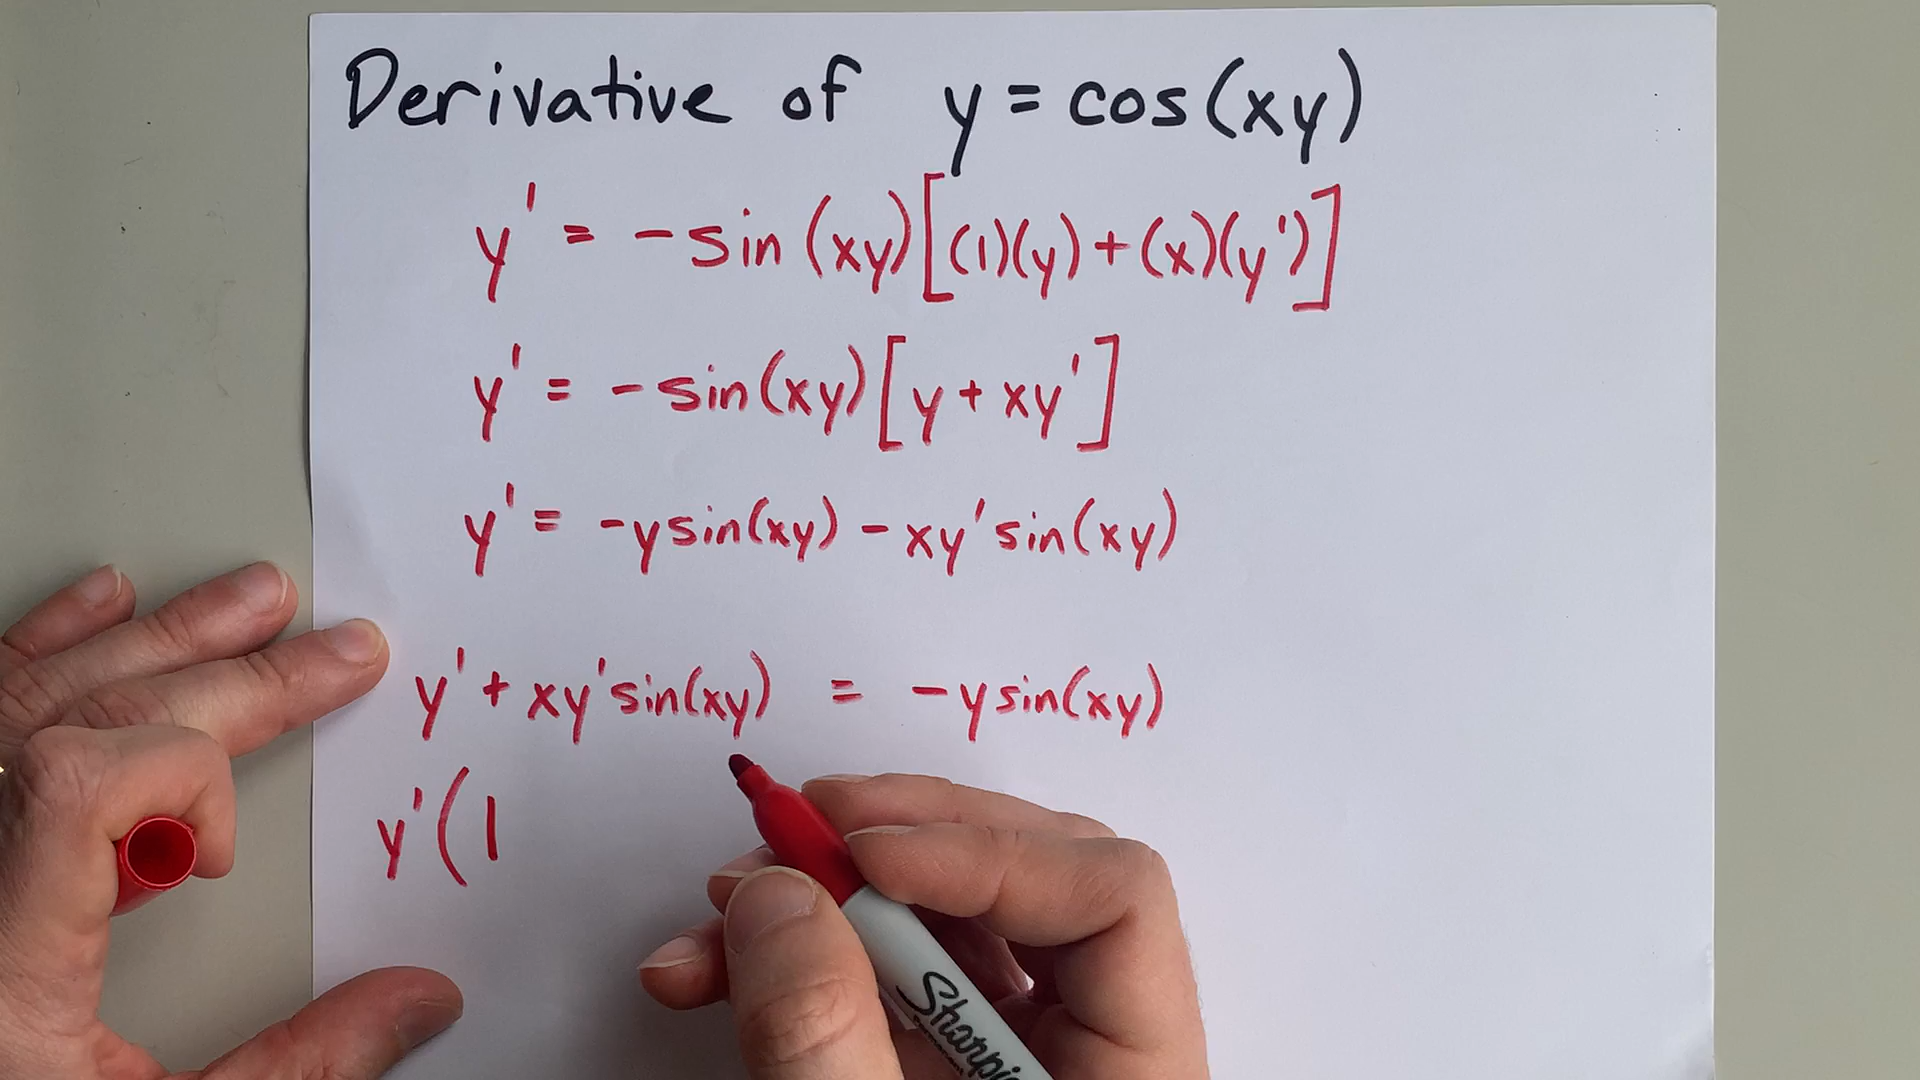 Derivative of y = cos(xy)
y' = -sin(xy)[(1)(y)+(x)(y')]
y' = -sin(xy)[y + xy']
y' = -ysin(xy) - xy'sin(xy)
y' + xy'sin(xy) = -ysin(xy)
y'(1
Sharpie